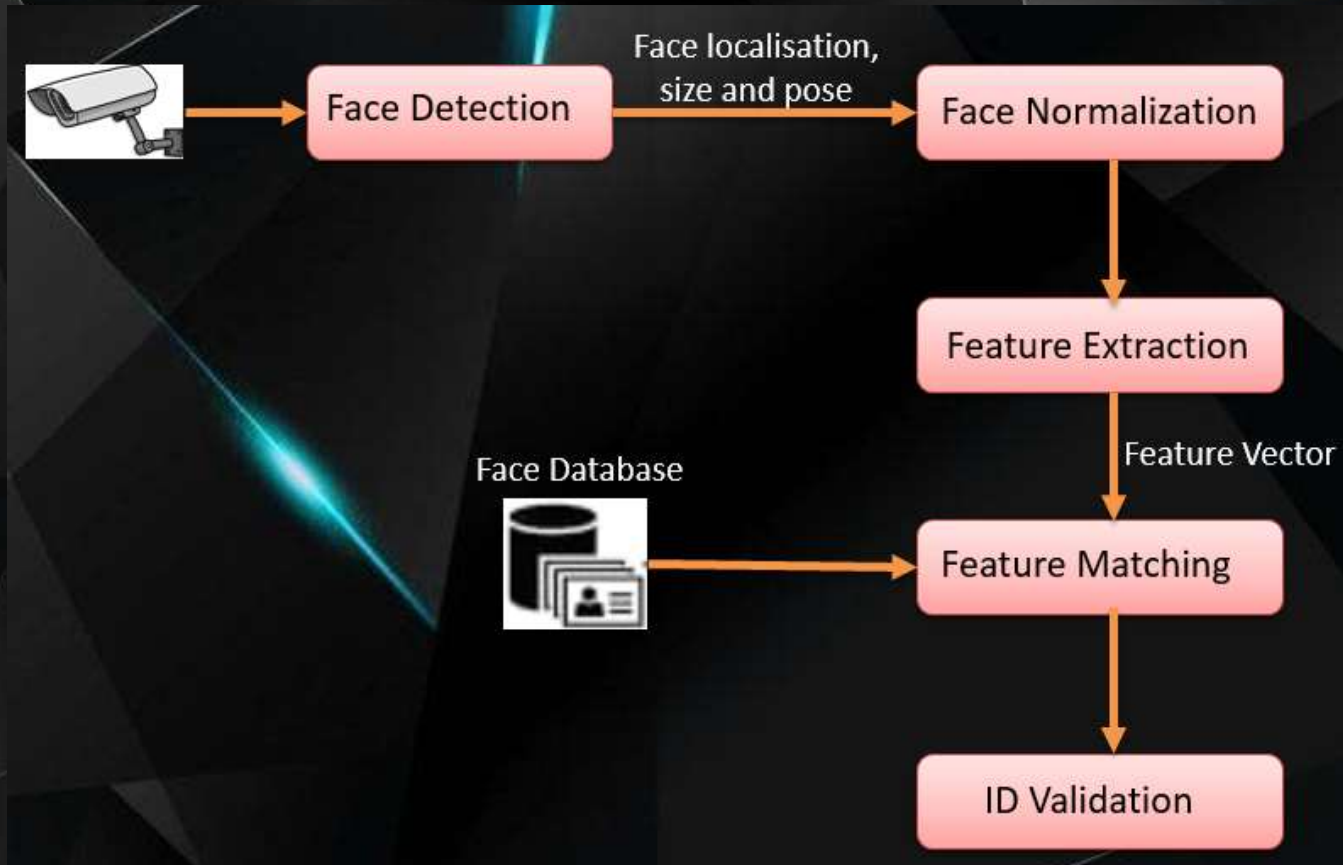 Face Detection
Face localisation,
size and pose
Face Normalization
Feature Extraction
Feature Vector
Face Database
Feature Matching
ID Validation